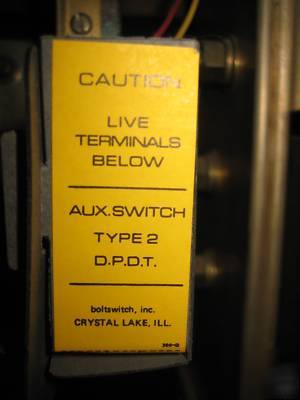 CAUTION
LIVE
TERMINALS
BELOW
AUX.SWITCH
TYPE 2
D.P.D.T.
boltswitch, inc.
CRYSTAL LAKE, ILL.